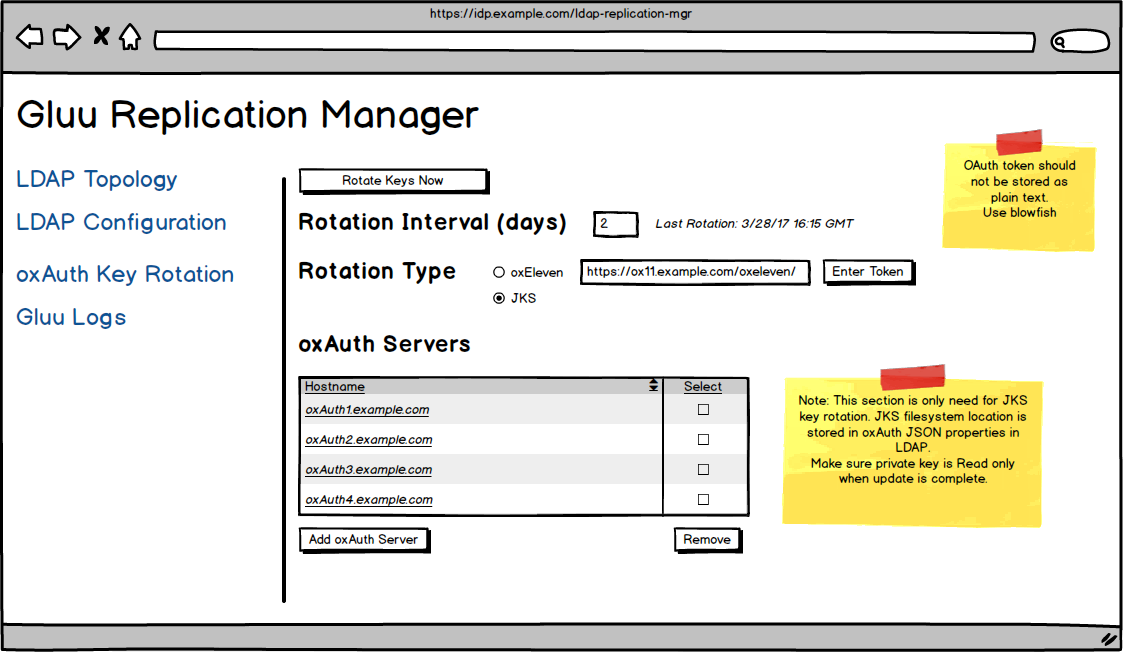 https://idp.example.com/ldap-replication-mgr
Gluu Replication Manager
LDAP Topology
LDAP Configuration
oxAuth Key Rotation
Gluu Logs
Rotate Keys Now
Rotation Interval (days)
2
Last Rotation: 3/28/17 16:15 GMT
Rotation Type
oxEleven
https://ox11.example.com/oxeleven/
Enter Token
JKS
OAuth token should
not be stored as
plain text.
Use blowfish
oxAuth Servers
Hostname
Select
oxAuth1.example.com
oxAuth2.example.com
oxAuth3.example.com
oxAuth4.example.com
Add oxAuth Server
Remove
Note: This section is only need for JKS
key rotation. JKS filesystem location is
stored in oxAuth JSON properties in
LDAP.
Make sure private key is Read only
when update is complete.